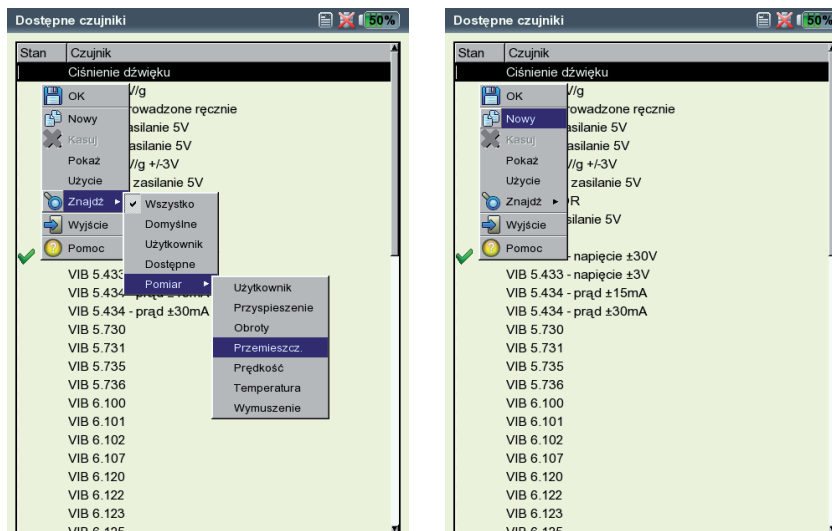 Dostępne czujniki 50%
Stan Czujnik
Ciśnienie dźwięku
OK V/g
Nowy rowadzone ręcznie
asilanie 5V
Kasuj asilanie 5V
Pokaż V/g +/-3V
Użycie zasilanie 5V
Znajdź Wszystko
Wyjście Domyślne
Pomoc Użytkownik
Dostępne
VIB 5.433 Pomiar Użytkownik
VIB 5.434 - prąd ±15mA Przyspieszenie
VIB 5.434 - prąd ±30mA
VIB 5.730 Obroty
VIB 5.731 Przemieszcz.
VIB 5.735 Prędkość
VIB 5.736 Temperatura
VIB 6.100 Wymuszenie
VIB 6.101
VIB 6.102
VIB 6.107
VIB 6.120
VIB 6.122
VIB 6.123
VIB 6.125
Dostępne czujniki 50%
Stan Czujnik
Ciśnienie dźwięku
OK V/g
Nowy rowadzone ręcznie
asilanie 5V
Kasuj asilanie 5V
Pokaż V/g +/-3V
Użycie zasilanie 5V
Znajdź DR
Wyjście silanie 5V
Pomoc - napięcie ±30V
VIB 5.433 - napięcie ±3V
VIB 5.434 - prąd ±15mA
VIB 5.434 - prąd ±30mA
VIB 5.730
VIB 5.731
VIB 5.735
VIB 5.736
VIB 6.100
VIB 6.101
VIB 6.102
VIB 6.107
VIB 6.120
VIB 6.122
VIB 6.123
VIB 6.125